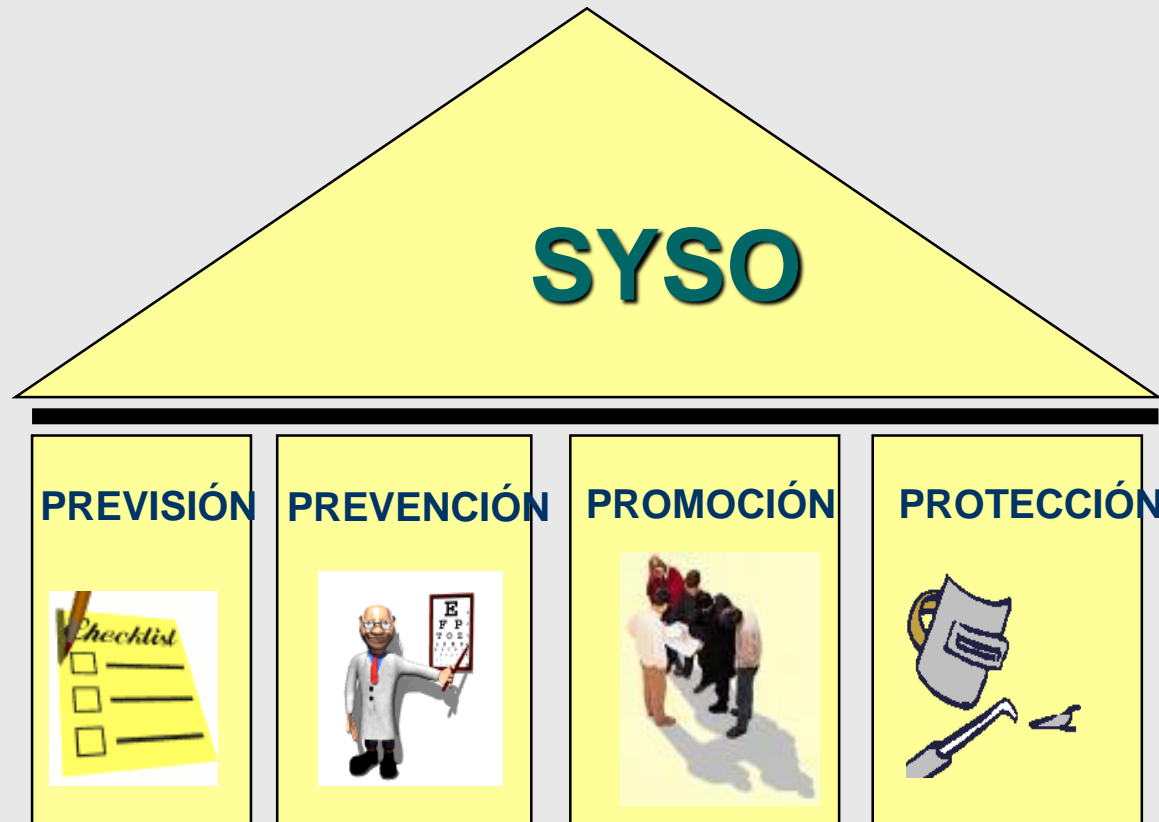 SYSO
PREVISIÓN
PREVENCIÓN
PROMOCIÓN
PROTECCIÓN
Checklist
E
F P
T O Z